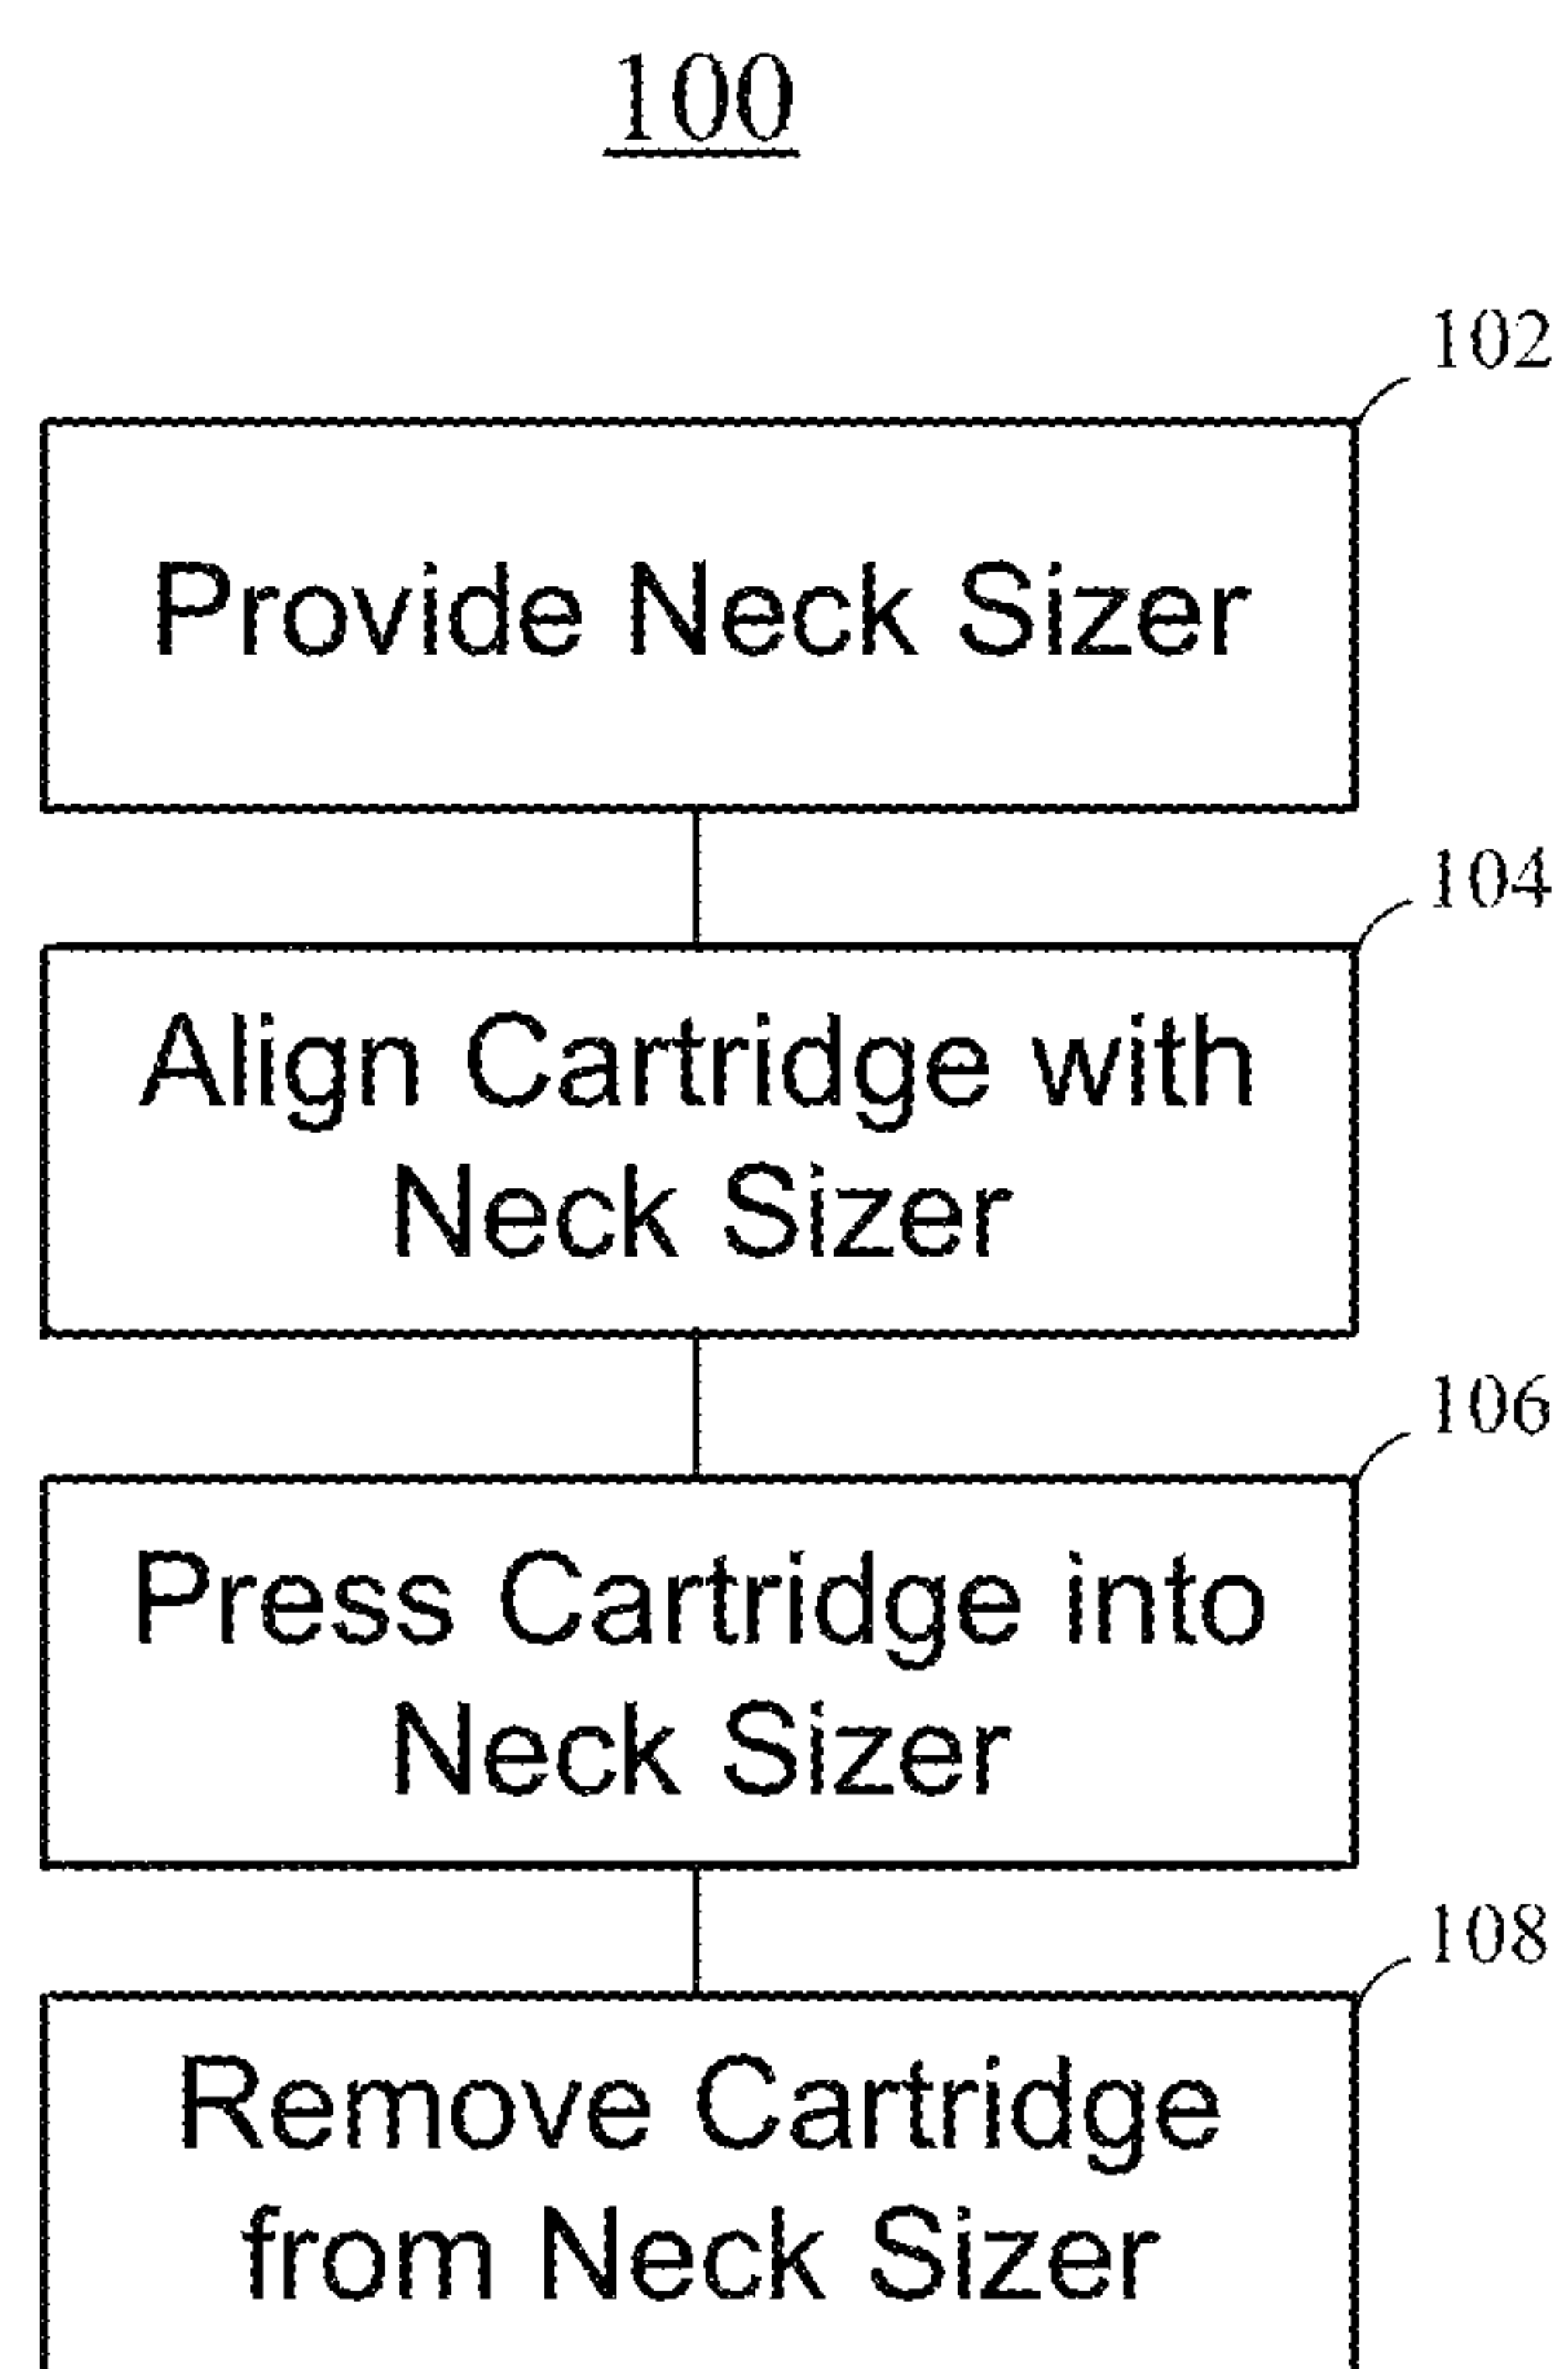 100
102
Provide Neck Sizer
104
Align Cartridge with
Neck Sizer
106
Press Cartridge into
Neck Sizer
108
Remove Cartridge
from Neck Sizer